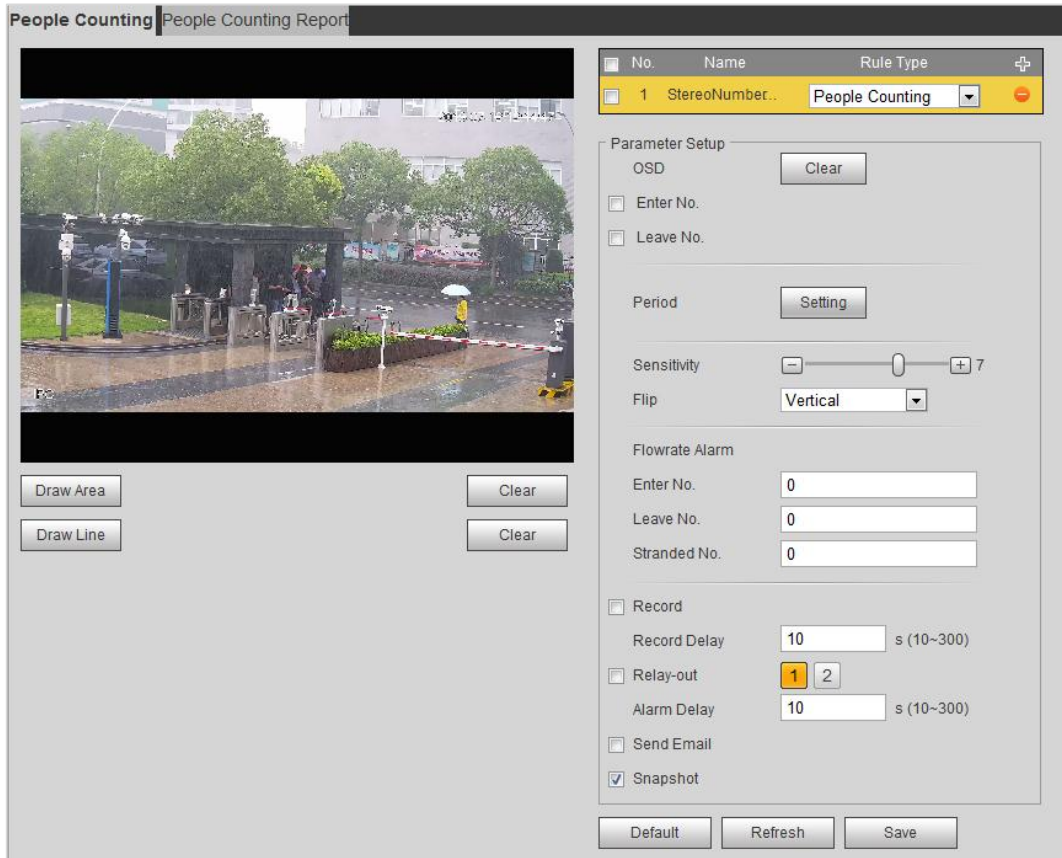 People Counting People Counting Report
No. Name Rule Type
1 StereoNumber... People Counting
Parameter Setup
OSD Clear
Enter No.
Leave No.
Period Setting
Sensitivity 7
Flip Vertical
Flowrate Alarm
Enter No. 0
Leave No. 0
Stranded No. 0
Record
Record Delay 10 s (10~300)
Relay-out 1 2
Alarm Delay 10 s (10~300)
Send Email
Snapshot
Default Refresh Save
Draw Area Clear
Draw Line Clear